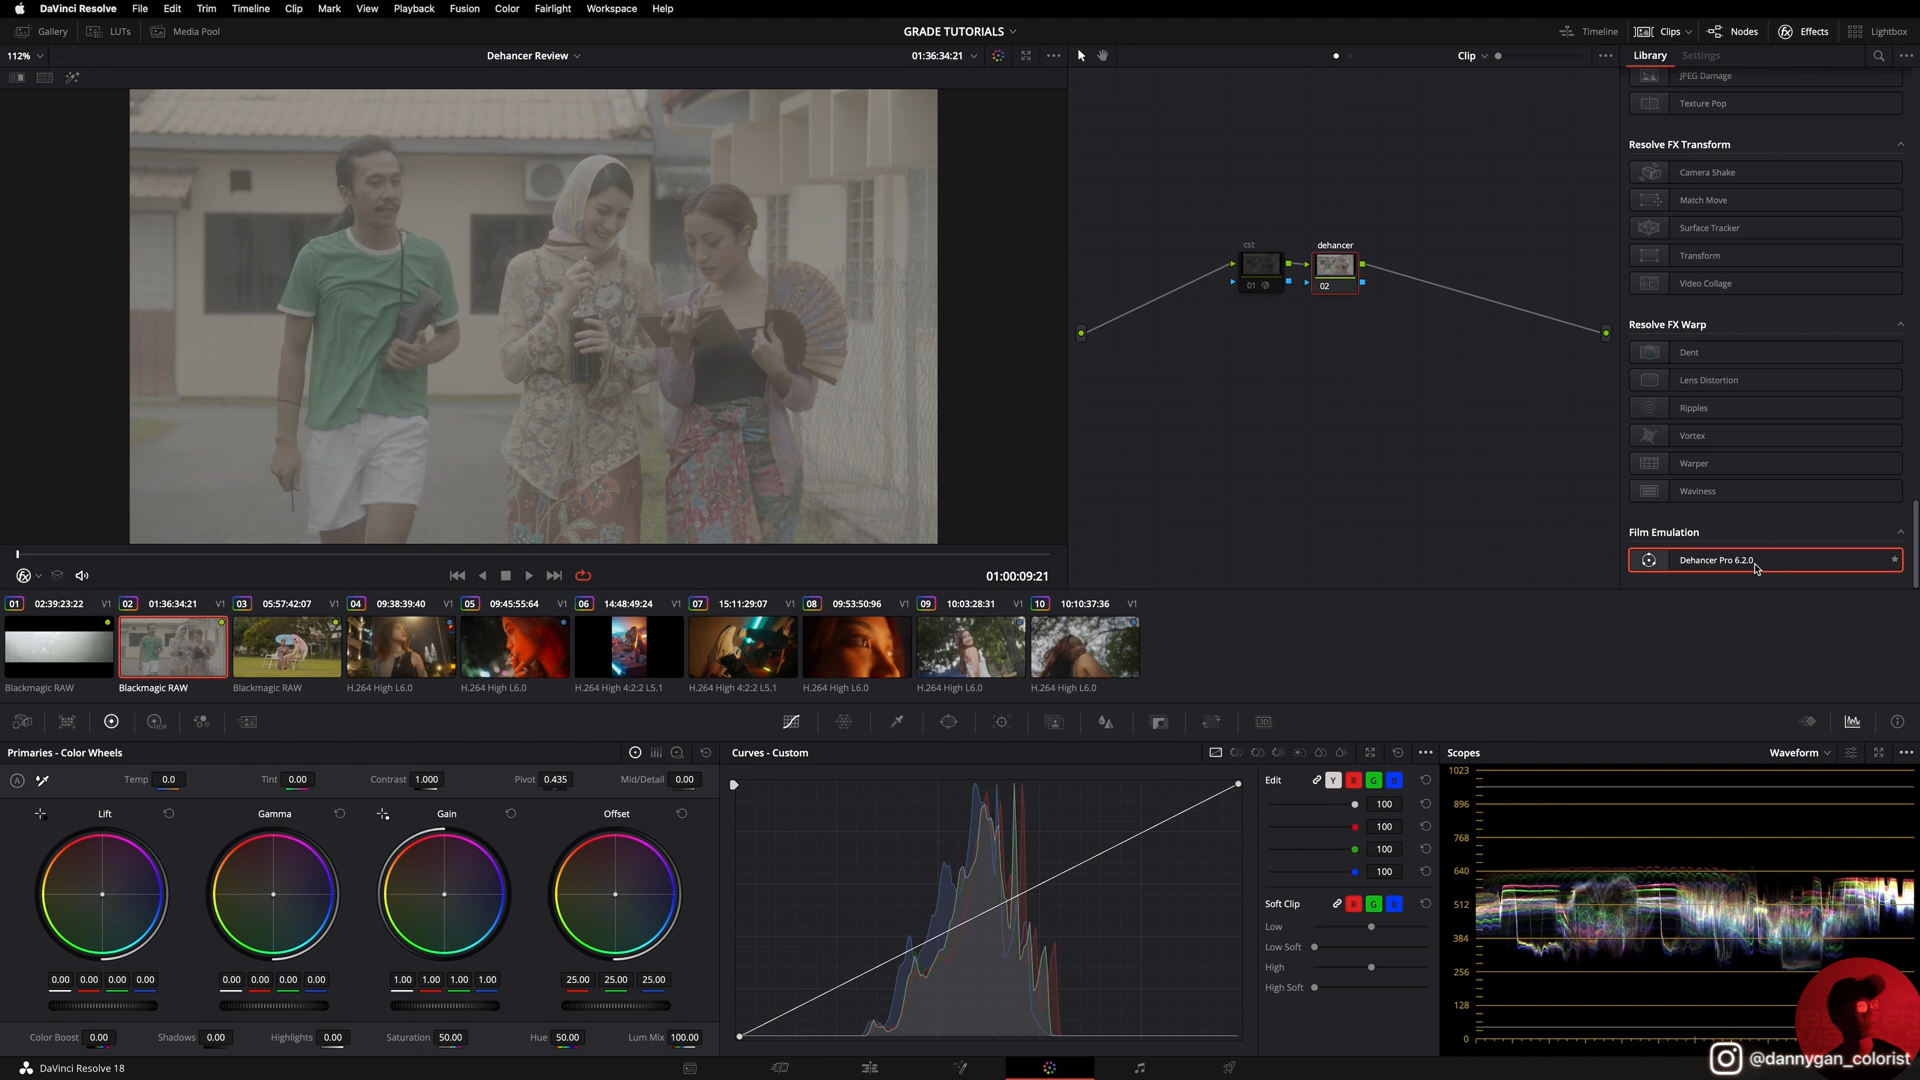 DaVinci Resolve File Edit Trim Timeline Clip Mark View Playback Fusion Color Fairlight Workspace Help
Gallery LUTs Media Pool GRADE TUTORIALS Timeline Clips Nodes Effects Lightbox
112% Dehancer Review 01:36:34:21 Clip Library Settings
JPEG Damage
Texture Pop
Resolve FX Transform
Camera Shake
Match Move
Surface Tracker
Transform
Video Collage
cst dehancer
01 02
Resolve FX Warp
Dent
Lens Distortion
Ripples
Vortex
Warper
Waviness
Film Emulation
Dehancer Pro 6.2.0
01:00:09:21
01 02:39:23:22 V1 02 01:36:34:21 V1 03 05:57:42:07 V1 04 09:38:39:40 V1 05 09:45:55:64 V1 06 14:48:49:24 V1 07 15:11:29:07 V1 08 09:53:50:96 V1 09 10:03:28:31 V1 10 10:10:37:36 V1
Blackmagic RAW Blackmagic RAW Blackmagic RAW H.264 High L6.0 H.264 High L6.0 H.264 High 4:2:2 L5.1 H.264 High 4:2:2 L5.1 H.264 High L6.0 H.264 High L6.0 H.264 High L6.0
HDR 3D
Primaries - Color Wheels Curves - Custom Scopes Waveform
A Temp 0.0 Tint 0.00 Contrast 1.000 Pivot 0.435 Mid/Detail 0.00
Lift Gamma Gain Offset
0.00 0.00 0.00 0.00 0.00 0.00 0.00 0.00 1.00 1.00 1.00 1.00 25.00 25.00 25.00
Color Boost 0.00 Shadows 0.00 Highlights 0.00 Saturation 50.00 Hue 50.00 Lum Mix 100.00
Edit Y R G B
100
100
100
100
Soft Clip R G B
Low
Low Soft
High
High Soft
1023
896
768
640
512
384
256
128
0
@dannygan_colorist
DaVinci Resolve 18